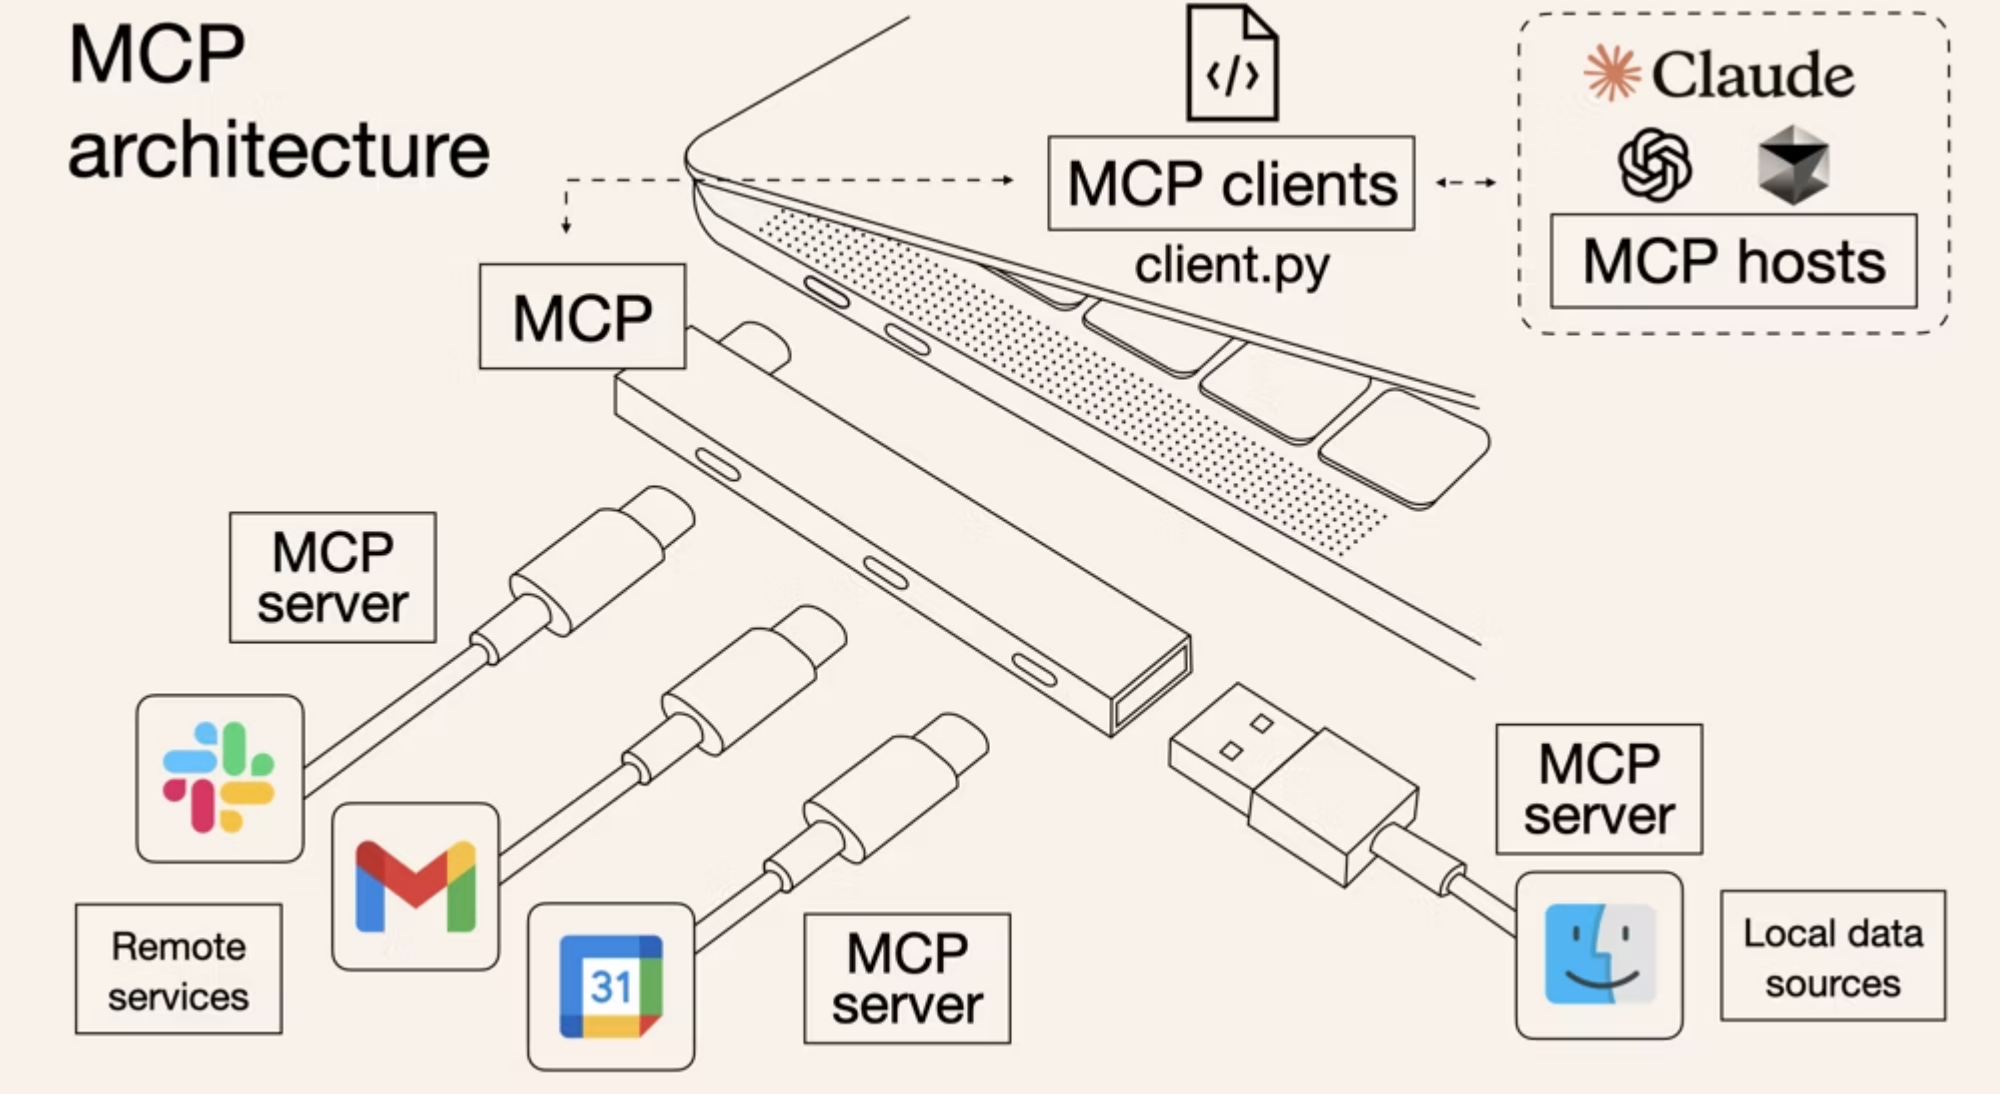 MCP
architecture
</>
MCP clients
client.py
Claude
MCP hosts
MCP
MCP
server
Remote
services
31
MCP
server
MCP
server
Local data
sources